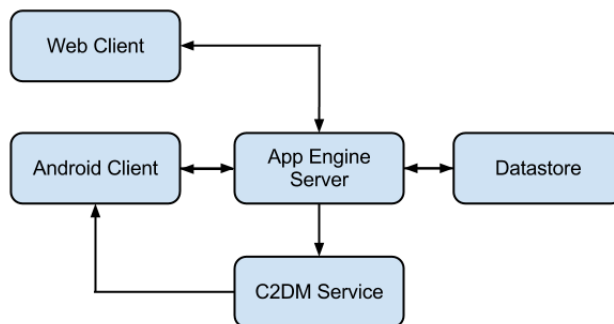 Web Client
Android Client
App Engine
Server
Datastore
C2DM Service